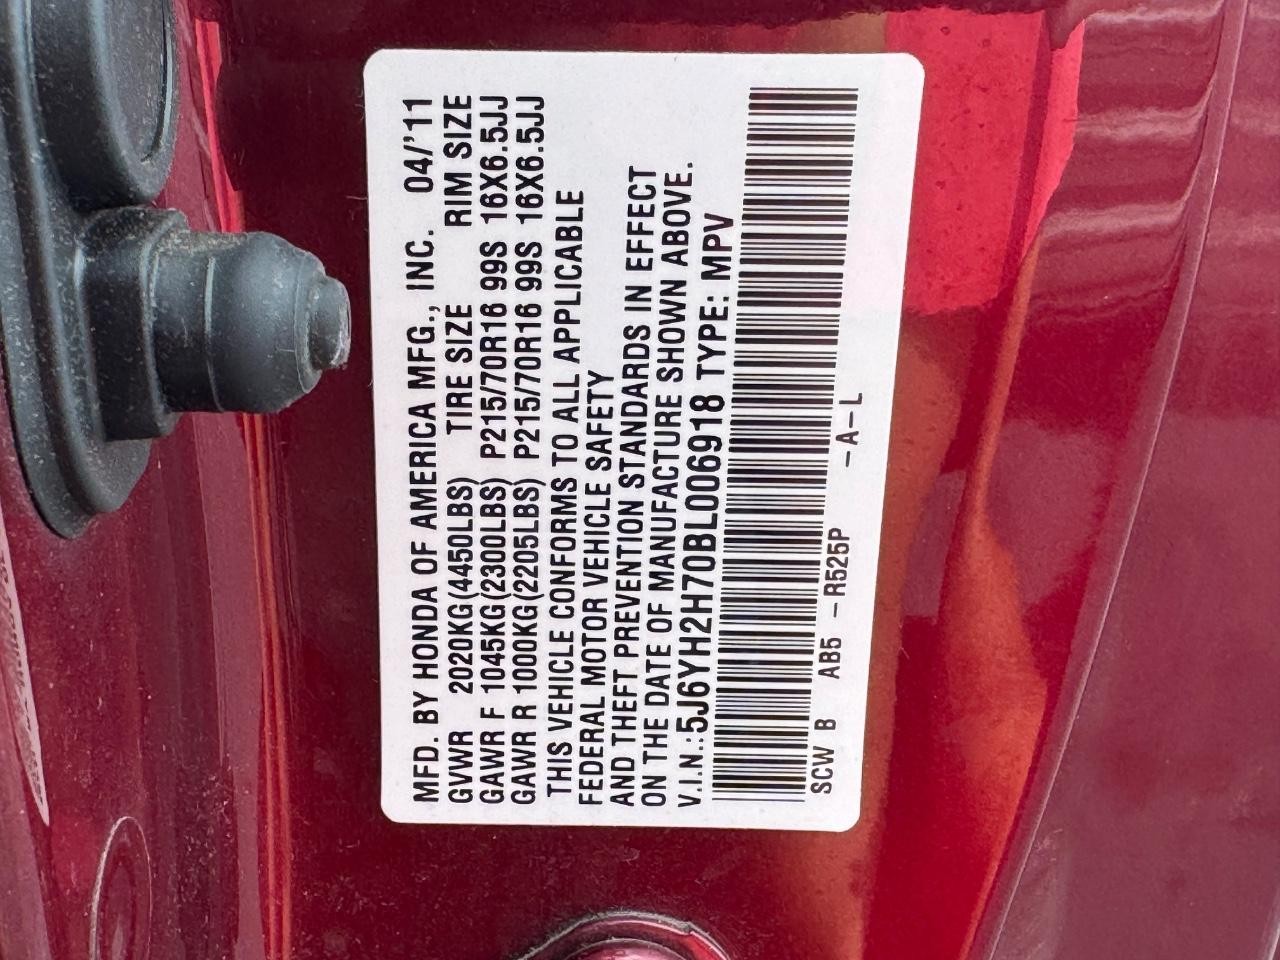 MFD. BY HONDA OF AMERICA MFG., INC. 04/'11
GVWR 2020KG(4450LBS) TIRE SIZE RIM SIZE
GAWR F 1045KG(2300LBS) P215/70R16 99S 16X6.5JJ
GAWR R 1000KG(2205LBS) P215/70R16 99S 16X6.5JJ
THIS VEHICLE CONFORMS TO ALL APPLICABLE
FEDERAL MOTOR VEHICLE SAFETY
AND THEFT PREVENTION STANDARDS IN EFFECT
ON THE DATE OF MANUFACTURE SHOWN ABOVE.
V.I.N.:5J6YH2H70BL006918 TYPE: MPV
SCW B AB5 -R525P -A-L